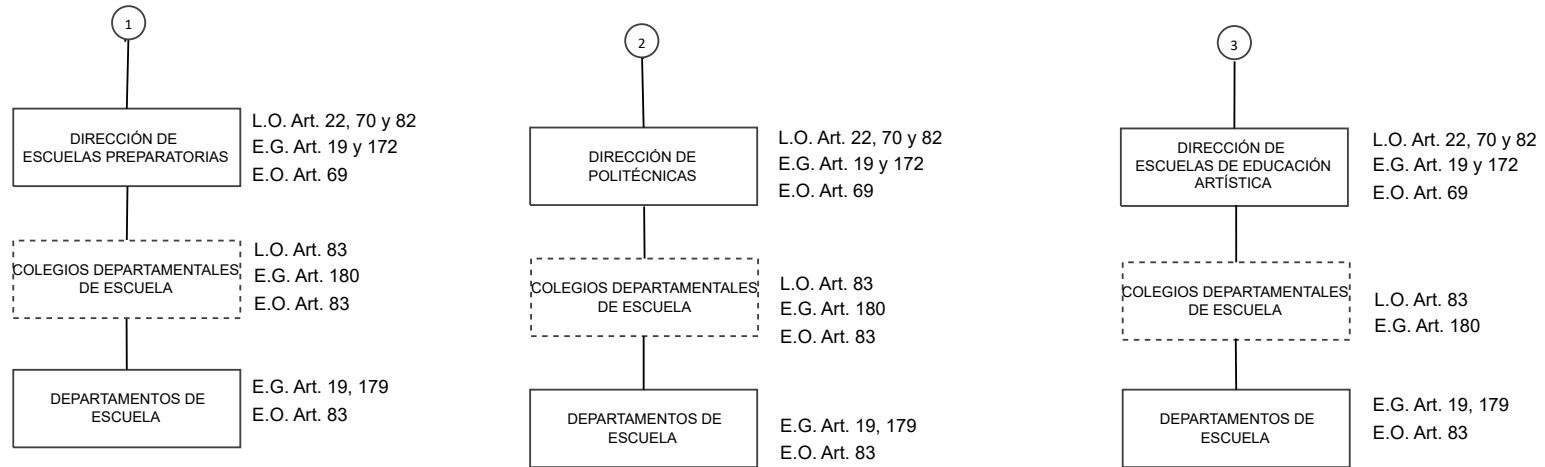 1
DIRECCIÓN DE
ESCUELAS PREPARATORIAS
L.O. Art. 22, 70 y 82
E.G. Art. 19 y 172
E.O. Art. 69
COLEGIOS DEPARTAMENTALES
DE ESCUELA
L.O. Art. 83
E.G. Art. 180
E.O. Art. 83
DEPARTAMENTOS DE
ESCUELA
E.G. Art. 19, 179
E.O. Art. 83
2
DIRECCIÓN DE
POLITÉCNICAS
L.O. Art. 22, 70 y 82
E.G. Art. 19 y 172
E.O. Art. 69
COLEGIOS DEPARTAMENTALES
DE ESCUELA
L.O. Art. 83
E.G. Art. 180
E.O. Art. 83
DEPARTAMENTOS DE
ESCUELA
E.G. Art. 19, 179
E.O. Art. 83
3
DIRECCIÓN DE
ESCUELAS DE EDUCACIÓN
ARTÍSTICA
L.O. Art. 22, 70 y 82
E.G. Art. 19 y 172
E.O. Art. 69
COLEGIOS DEPARTAMENTALES
DE ESCUELA
L.O. Art. 83
E.G. Art. 180
DEPARTAMENTOS DE
ESCUELA
E.G. Art. 19, 179
E.O. Art. 83